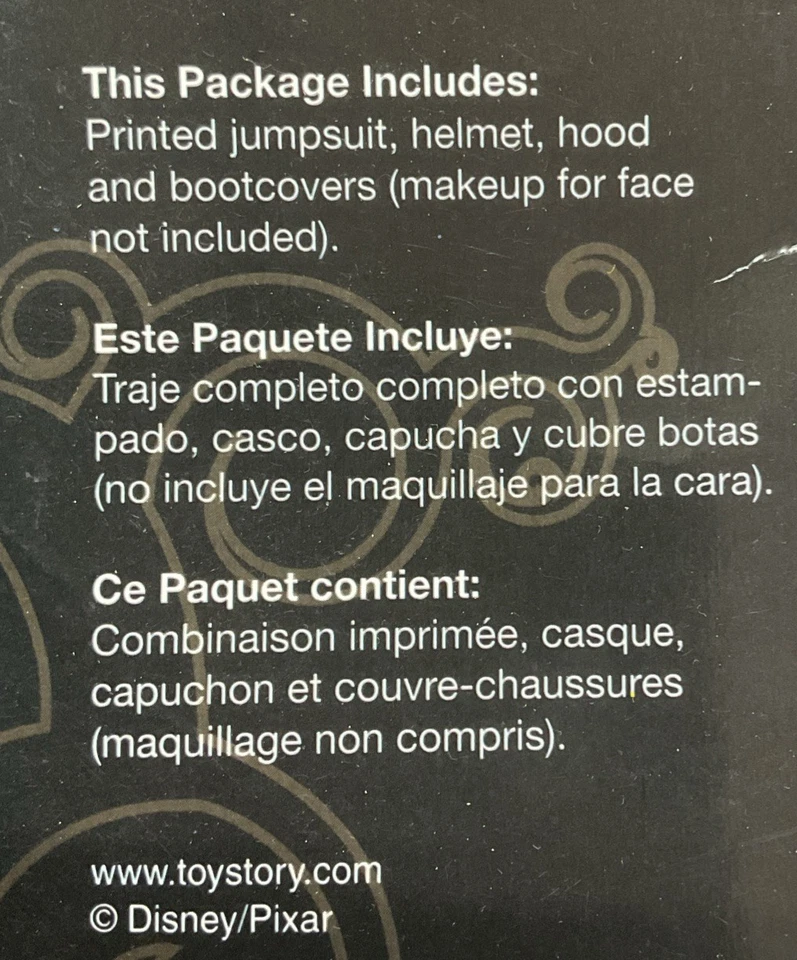 This Package Includes:
Printed jumpsuit, helmet, hood
and bootcovers (makeup for face
not included).
Este Paquete Incluye:
Traje completo completo con estam-
pado, casco, capucha y cubre botas
(no incluye el maquillaje para la cara).
Ce Paquet contient:
Combinaison imprimée, casque,
capuchon et couvre-chaussures
(maquillage non compris).
www.toystory.com
© Disney/Pixar